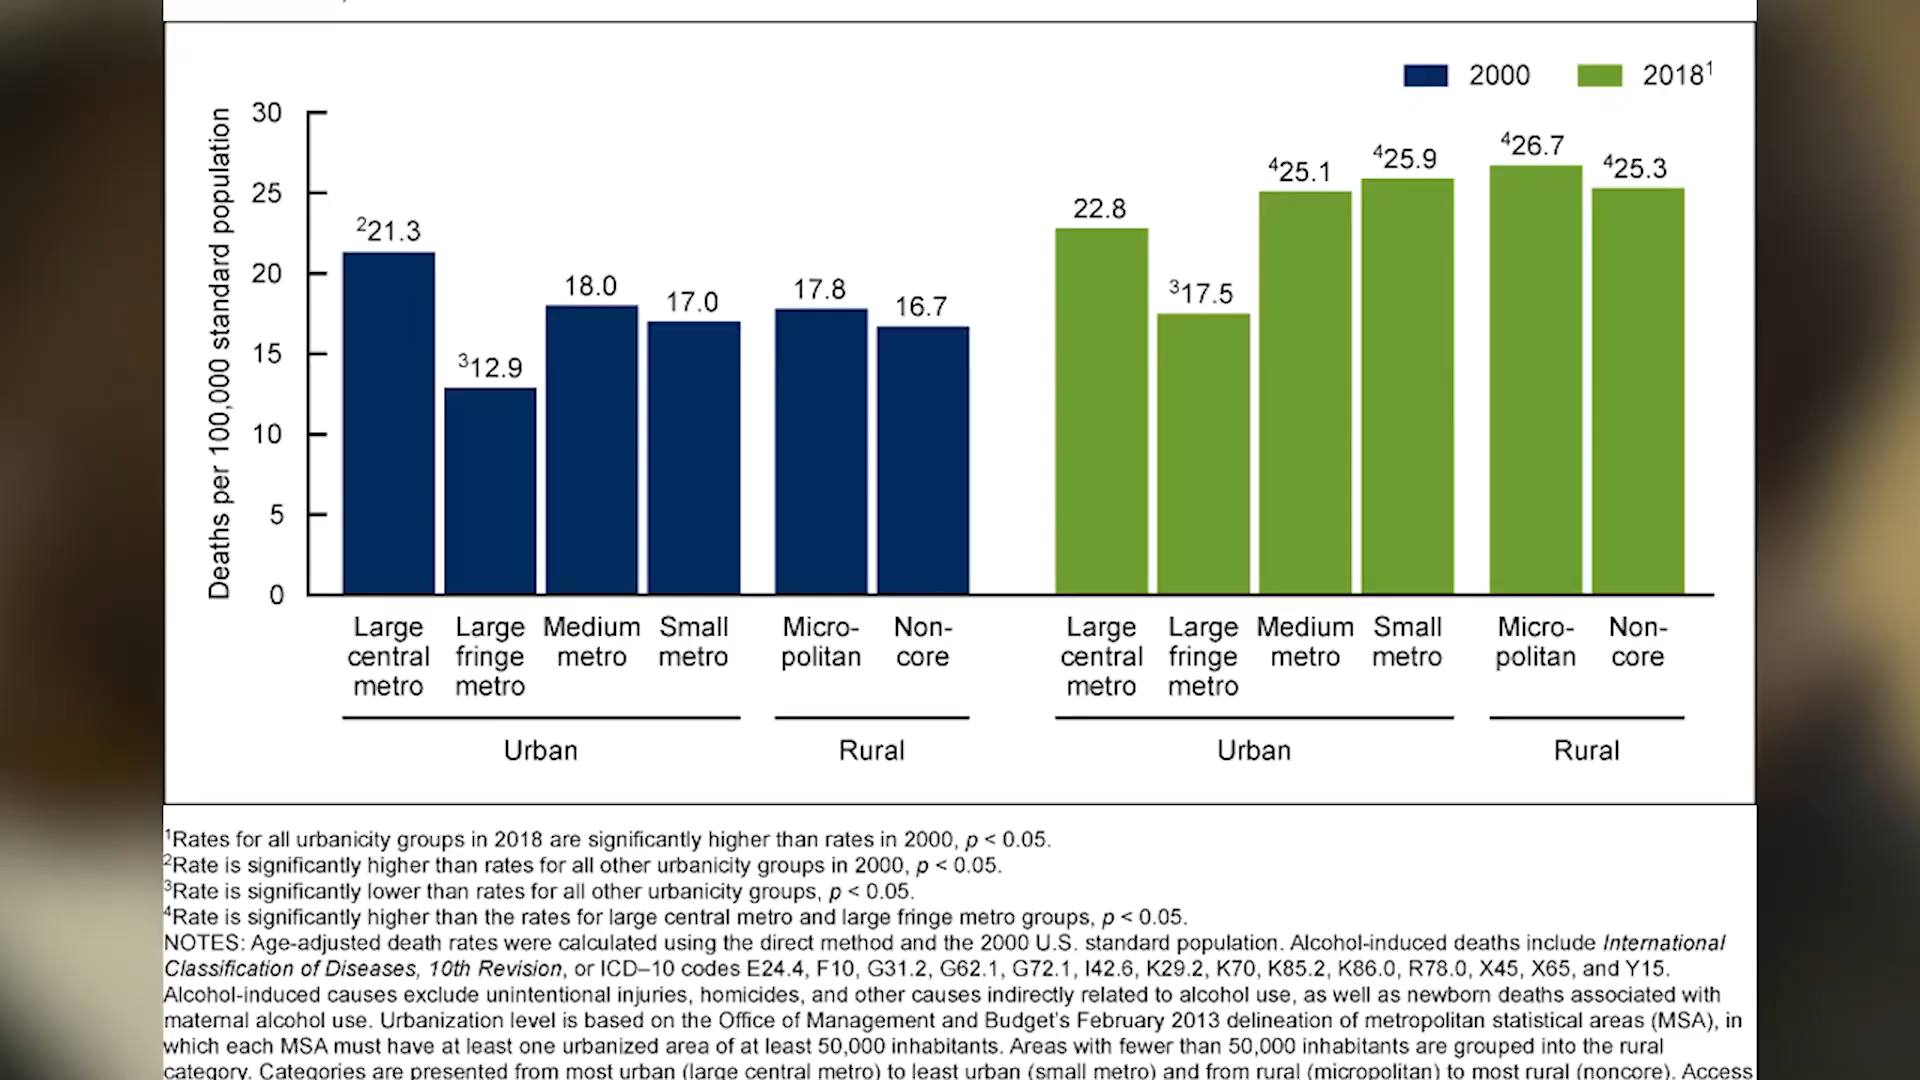 2000 2018¹
Deaths per 100,000 standard population
30
25
20
15
10
5
0
²21.3
³12.9
18.0
17.0
17.8
16.7
22.8
³17.5
⁴25.1
⁴25.9
⁴26.7
⁴25.3
Large central metro
Large fringe metro
Medium metro
Small metro
Micro-politan
Non-core
Large central metro
Large fringe metro
Medium metro
Small metro
Micro-politan
Non-core
Urban Rural Urban Rural
¹Rates for all urbanicity groups in 2018 are significantly higher than rates in 2000, p < 0.05.
²Rate is significantly higher than rates for all other urbanicity groups in 2000, p < 0.05.
³Rate is significantly lower than rates for all other urbanicity groups, p < 0.05.
⁴Rate is significantly higher than the rates for large central metro and large fringe metro groups, p < 0.05.
NOTES: Age-adjusted death rates were calculated using the direct method and the 2000 U.S. standard population. Alcohol-induced deaths include International
Classification of Diseases, 10th Revision, or ICD–10 codes E24.4, F10, G31.2, G62.1, G72.1, I42.6, K29.2, K70, K85.2, K86.0, R78.0, X45, X65, and Y15.
Alcohol-induced causes exclude unintentional injuries, homicides, and other causes indirectly related to alcohol use, as well as newborn deaths associated with
maternal alcohol use. Urbanization level is based on the Office of Management and Budget's February 2013 delineation of metropolitan statistical areas (MSA), in
which each MSA must have at least one urbanized area of at least 50,000 inhabitants. Areas with fewer than 50,000 inhabitants are grouped into the rural
category. Categories are presented from most urban (large central metro) to least urban (small metro) and from rural (micropolitan) to most rural (noncore). Access